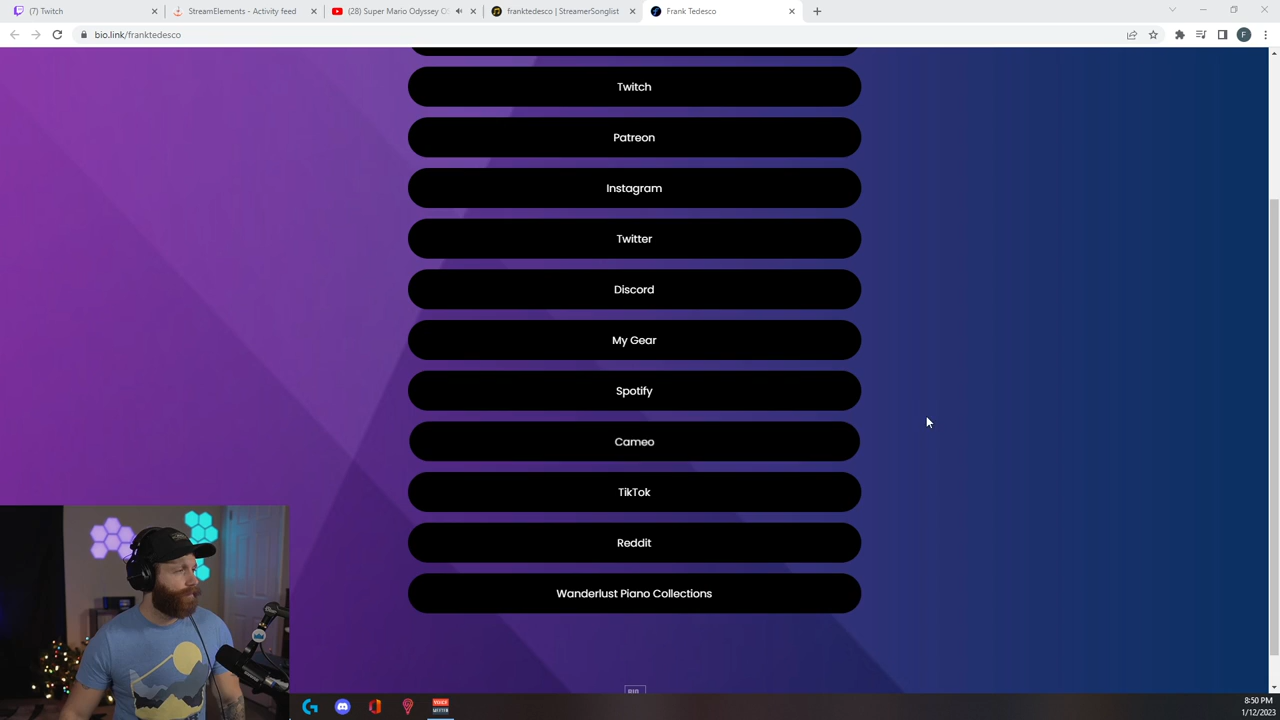 (7) Twitch
StreamElements - Activity feed
(28) Super Mario Odyssey O
franktedesco | StreamerSonglist
Frank Tedesco
bio.link/franktedesco
F
Twitch
Patreon
Instagram
Twitter
Discord
My Gear
Spotify
Cameo
TikTok
Reddit
Wanderlust Piano Collections
8:50 PM
1/12/2023